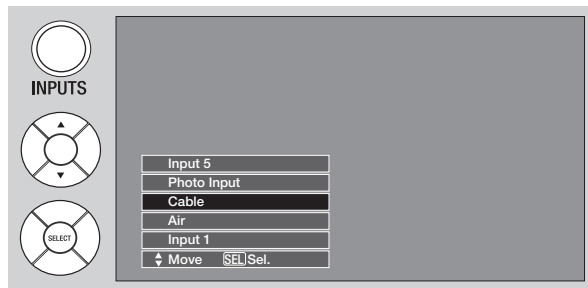 INPUTS
SELECT
Input 5
Photo Input
Cable
Air
Input 1
Move SEL Sel.